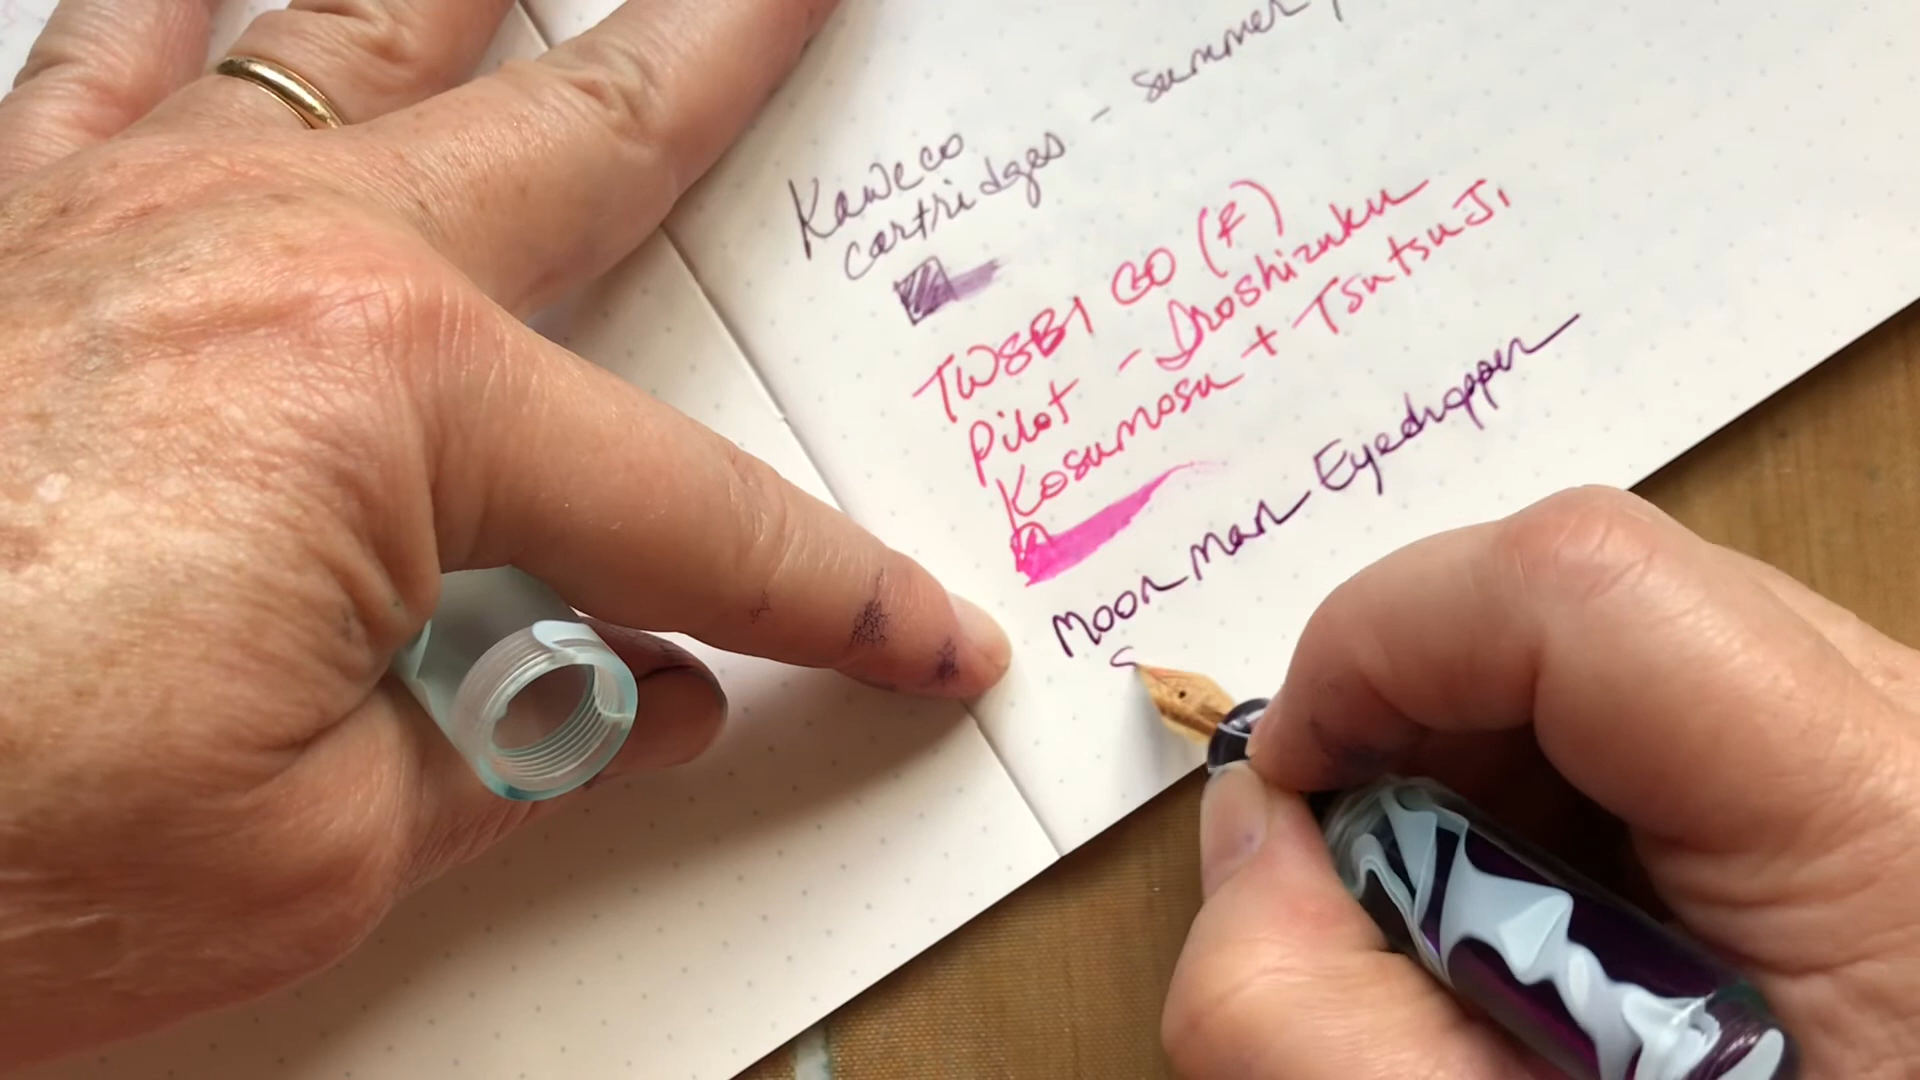 Kaweco
cartridges - summer
TWSBI GO (F)
Pilot - Iroshizuku
Kosumosu + Tsutsuji
Moonman Eyedropper